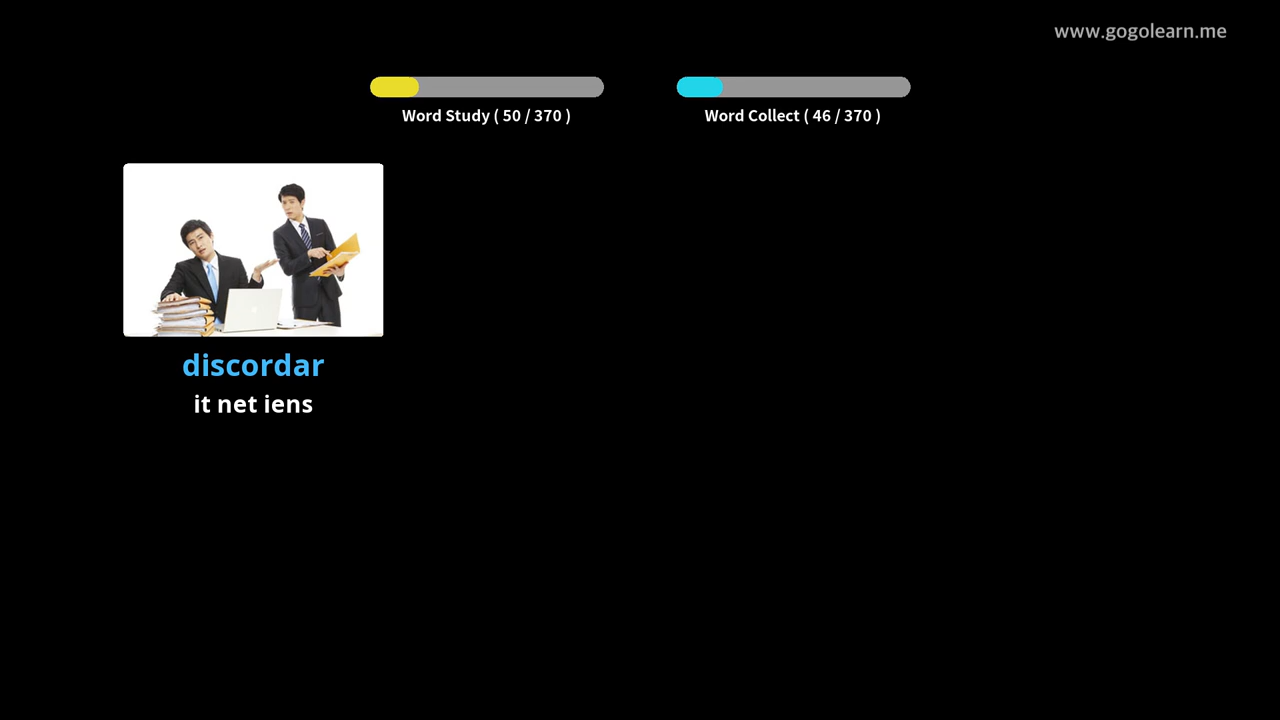 www.gogolearn.me
Word Study ( 50 / 370 )
Word Collect ( 46 / 370 )
discordar
it net iens